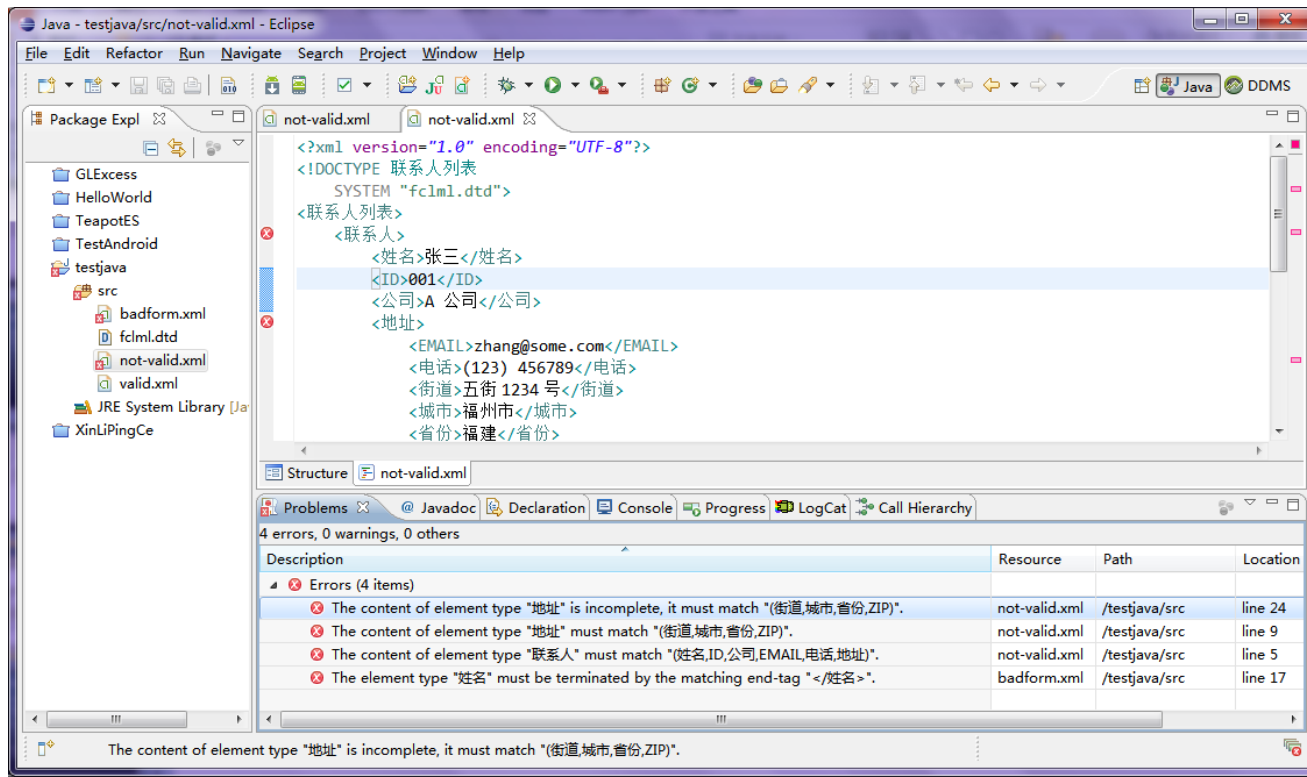 Java - testjava/src/not-valid.xml - Eclipse
File Edit Refactor Run Navigate Search Project Window Help
Java DDMS
Package Expl
GLExcess
HelloWorld
TeapotES
TestAndroid
testjava
src
badform.xml
fclml.dtd
not-valid.xml
valid.xml
JRE System Library [Ja
XinLiPingCe
not-valid.xml not-valid.xml
<?xml version="1.0" encoding="UTF-8"?>
<!DOCTYPE 联系人列表
SYSTEM "fclml.dtd">
<联系人列表>
<联系人>
<姓名>张三</姓名>
<ID>001</ID>
<公司>A 公司</公司>
<地址>
<EMAIL>zhang@some.com</EMAIL>
<电话>(123) 456789</电话>
<街道>五街 1234 号</街道>
<城市>福州市</城市>
<省份>福建</省份>
Structure not-valid.xml
Problems @ Javadoc Declaration Console Progress LogCat Call Hierarchy
4 errors, 0 warnings, 0 others
Description Resource Path Location
Errors (4 items)
The content of element type "地址" is incomplete, it must match "(街道,城市,省份,ZIP)". not-valid.xml /testjava/src line 24
The content of element type "地址" must match "(街道,城市,省份,ZIP)". not-valid.xml /testjava/src line 9
The content of element type "联系人" must match "(姓名,ID,公司,EMAIL,电话,地址)". not-valid.xml /testjava/src line 5
The element type "姓名" must be terminated by the matching end-tag "</姓名>". badform.xml /testjava/src line 17
The content of element type "地址" is incomplete, it must match "(街道,城市,省份,ZIP)".